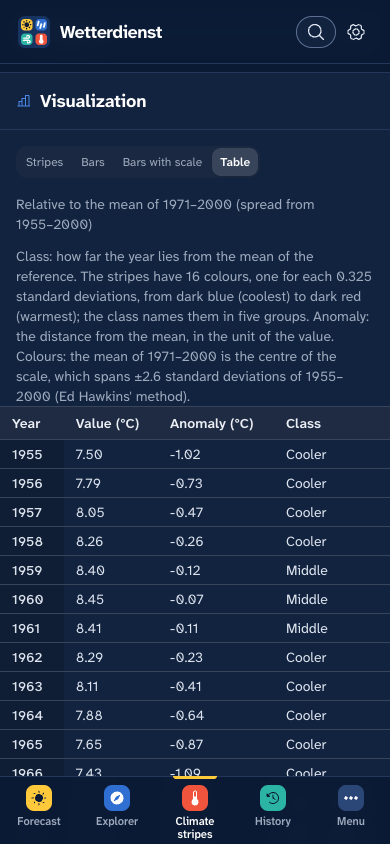 Wetterdienst
Visualization
Stripes Bars Bars with scale Table
Relative to the mean of 1971–2000 (spread from
1955–2000)
Class: how far the year lies from the mean of the
reference. The stripes have 16 colours, one for each 0.325
standard deviations, from dark blue (coolest) to dark red
(warmest); the class names them in five groups. Anomaly:
the distance from the mean, in the unit of the value.
Colours: the mean of 1971–2000 is the centre of the
scale, which spans ±2.6 standard deviations of 1955–
2000 (Ed Hawkins' method).
Year Value (°C) Anomaly (°C) Class
1955 7.50 -1.02 Cooler
1956 7.79 -0.73 Cooler
1957 8.05 -0.47 Cooler
1958 8.26 -0.26 Cooler
1959 8.40 -0.12 Middle
1960 8.45 -0.07 Middle
1961 8.41 -0.11 Middle
1962 8.29 -0.23 Cooler
1963 8.11 -0.41 Cooler
1964 7.88 -0.64 Cooler
1965 7.65 -0.87 Cooler
1966 7.43 -1.09 Cooler
Forecast Explorer Climate stripes History Menu